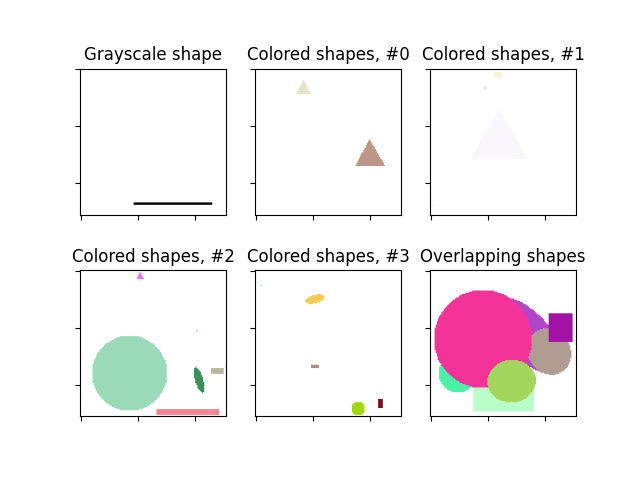 Grayscale shape
Colored shapes, #0
Colored shapes, #1
Colored shapes, #2
Colored shapes, #3
Overlapping shapes